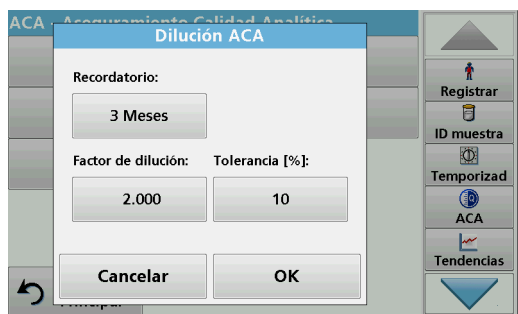 ACA - Aseguramiento Calidad Analítica
Dilución ACA
Recordatorio:
3 Meses
Factor de dilución: Tolerancia [%]:
2.000 10
Cancelar OK
Principal
Registrar
ID muestra
Temporizad
ACA
Tendencias